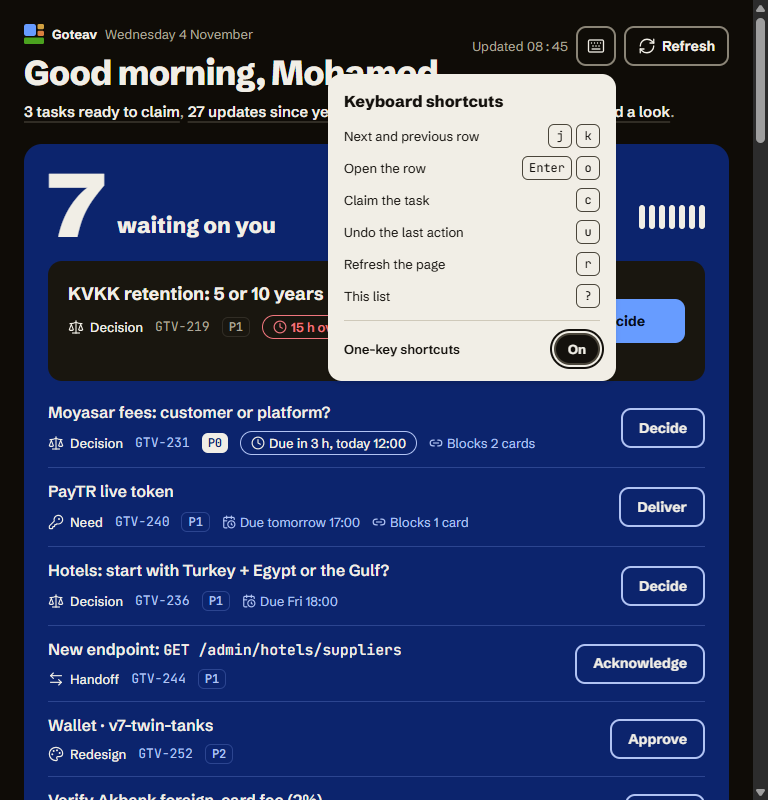 Goteav Wednesday 4 November
Updated 08:45
Refresh
Good morning, Mohamed
3 tasks ready to claim, 27 updates since ye
d a look.
Keyboard shortcuts
Next and previous row j k
Open the row Enter o
Claim the task c
Undo the last action u
Refresh the page r
This list ?
One-key shortcuts On
7 waiting on you
KVKK retention: 5 or 10 years
Decision GTV-219 P1 15 h ov
cide
Moyasar fees: customer or platform?
Decision GTV-231 P0 Due in 3 h, today 12:00 Blocks 2 cards
Decide
PayTR live token
Need GTV-240 P1 Due tomorrow 17:00 Blocks 1 card
Deliver
Hotels: start with Turkey + Egypt or the Gulf?
Decision GTV-236 P1 Due Fri 18:00
Decide
New endpoint: GET /admin/hotels/suppliers
Handoff GTV-244 P1
Acknowledge
Wallet · v7-twin-tanks
Redesign GTV-252 P2
Approve
Verify Akbank foreign-card fee (2%)